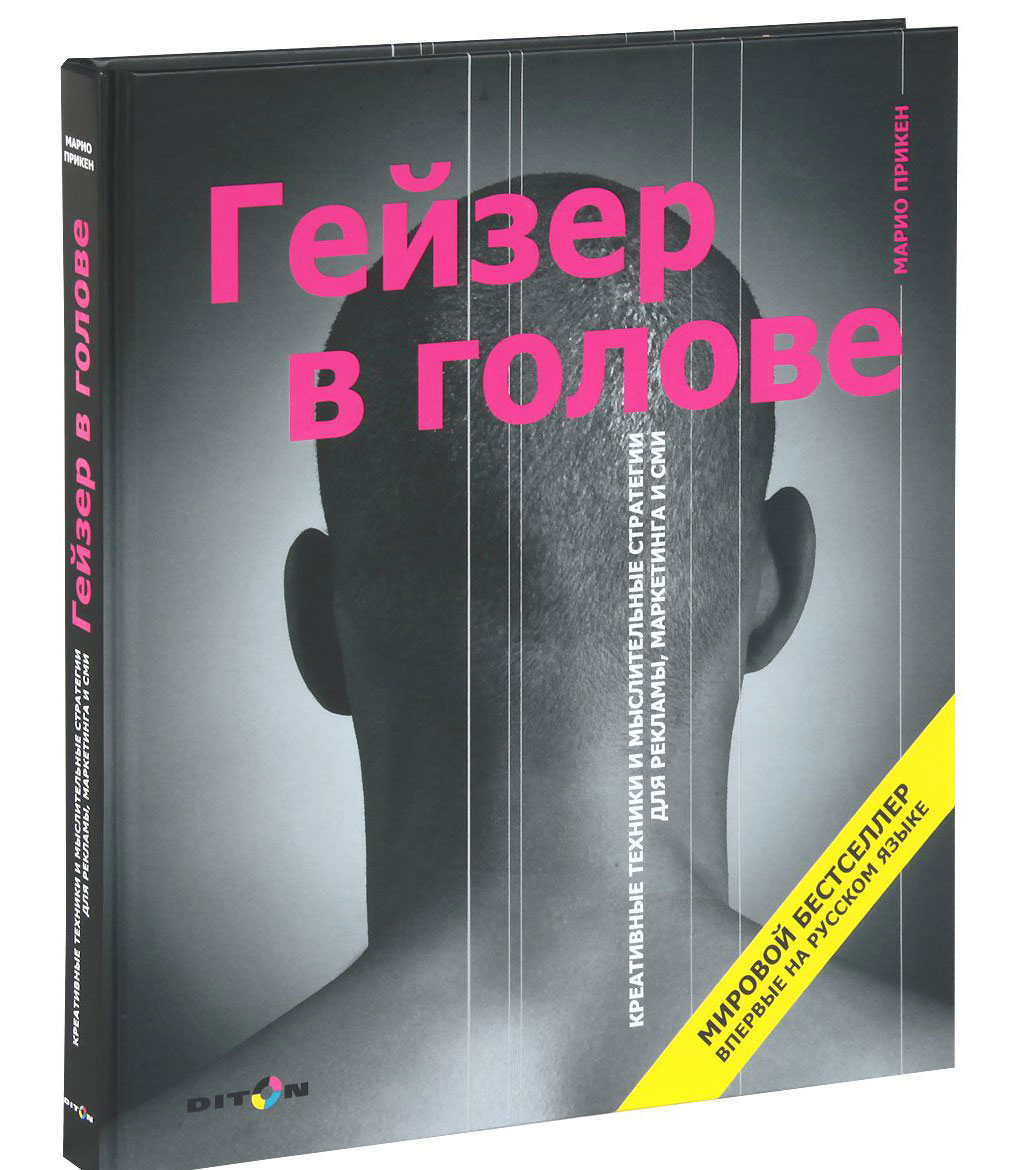 МАРИО
ПРИКЕН
Гейзер в голове
КРЕАТИВНЫЕ ТЕХНИКИ И МЫСЛИТЕЛЬНЫЕ СТРАТЕГИИ
ДЛЯ РЕКЛАМЫ, МАРКЕТИНГА И СМИ
DITON
МАРИО ПРИКЕН
Гейзер
в голове
КРЕАТИВНЫЕ ТЕХНИКИ И МЫСЛИТЕЛЬНЫЕ СТРАТЕГИИ
ДЛЯ РЕКЛАМЫ, МАРКЕТИНГА И СМИ
МИРОВОЙ БЕСТСЕЛЛЕР
ВПЕРВЫЕ НА РУССКОМ ЯЗЫКЕ
DITON